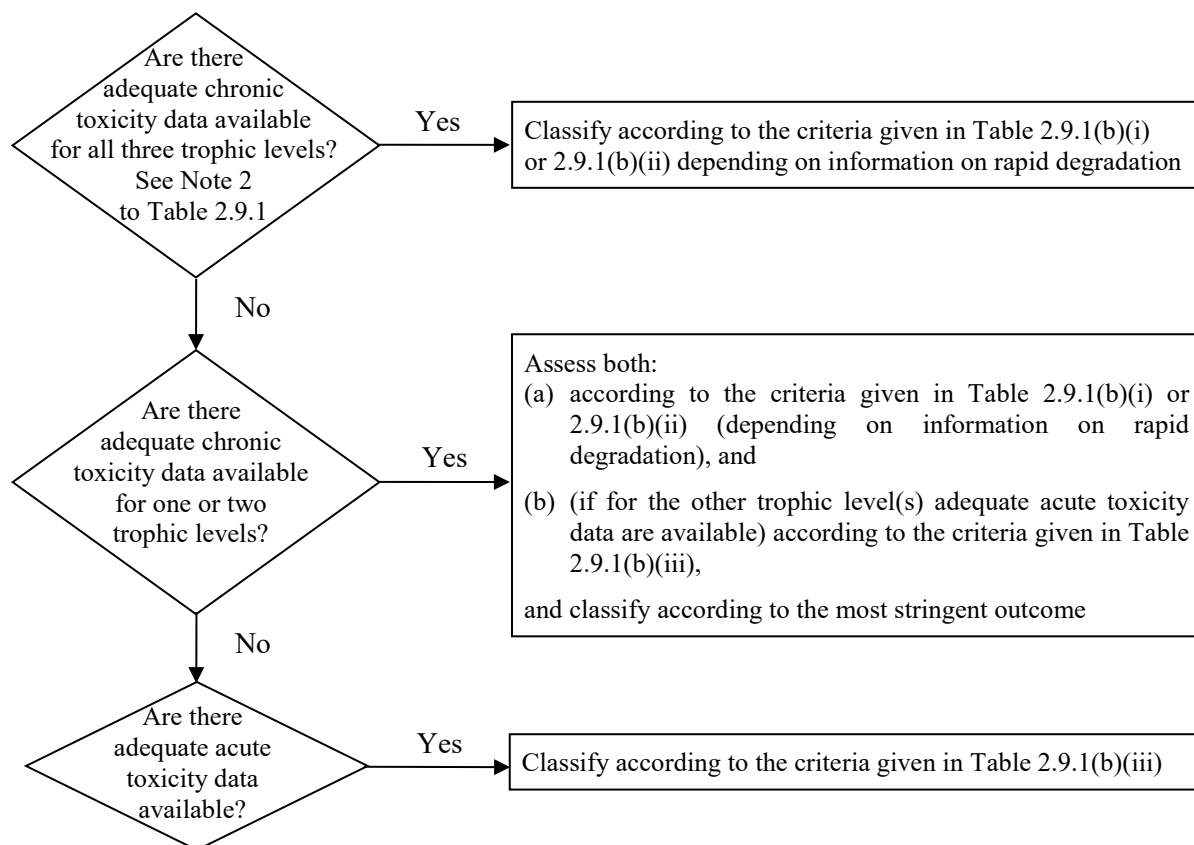 Are there
adequate chronic
toxicity data available
for all three trophic levels?
See Note 2
to Table 2.9.1
Yes
Classify according to the criteria given in Table 2.9.1(b)(i)
or 2.9.1(b)(ii) depending on information on rapid degradation
No
Are there
adequate chronic
toxicity data available
for one or two
trophic levels?
Yes
Assess both:
(a) according to the criteria given in Table 2.9.1(b)(i) or
2.9.1(b)(ii) (depending on information on rapid
degradation), and
(b) (if for the other trophic level(s) adequate acute toxicity
data are available) according to the criteria given in Table
2.9.1(b)(iii),
and classify according to the most stringent outcome
No
Are there
adequate acute
toxicity data
available?
Yes
Classify according to the criteria given in Table 2.9.1(b)(iii)